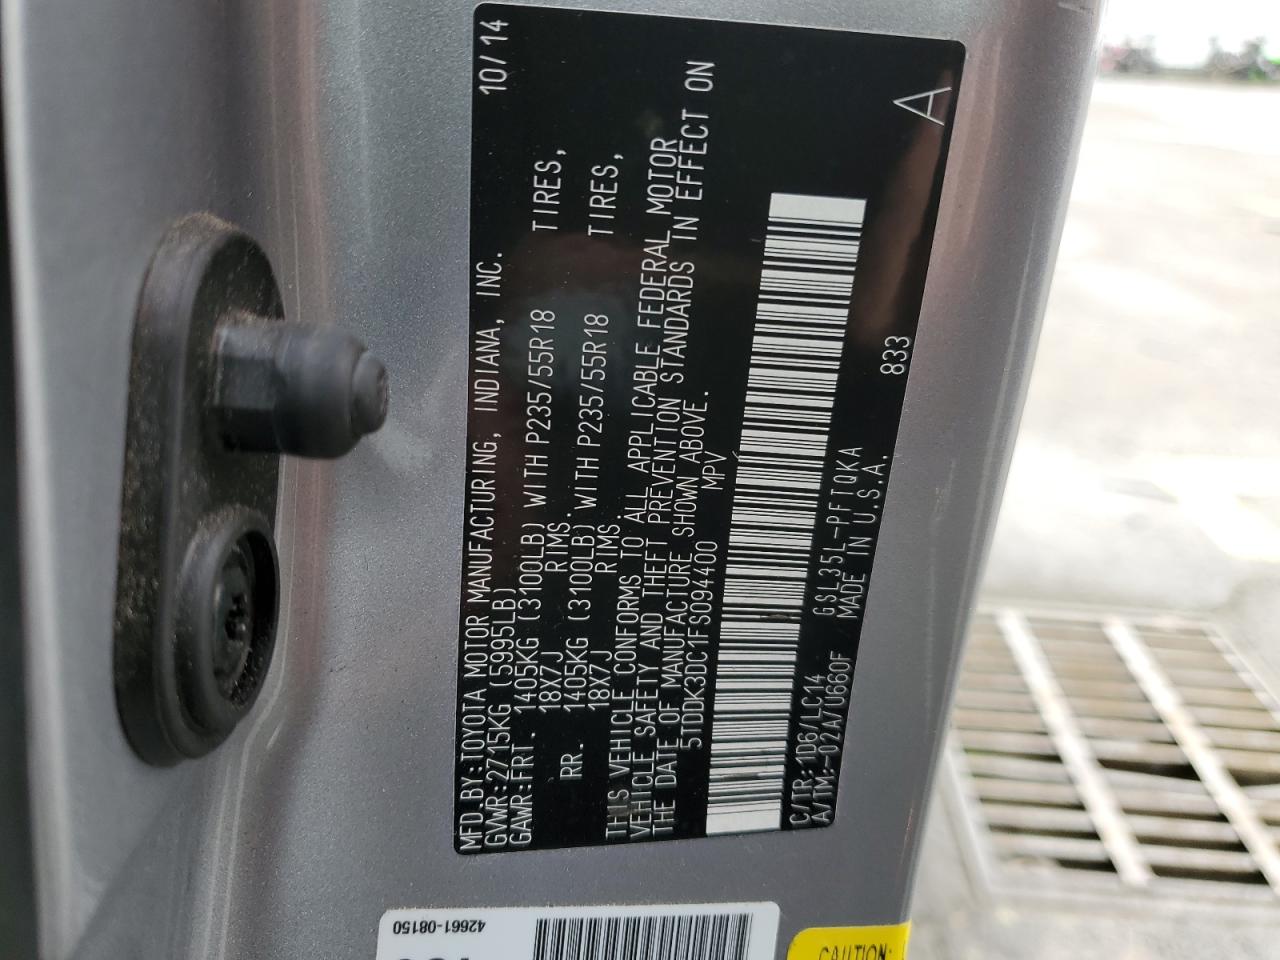 MFD.BY:TOYOTA MOTOR MANUFACTURING, INDIANA, INC. 10/14
GVWR:2715KG (5995LB)
GAWR:FRT. 1405KG (3100LB) WITH P235/55R18 TIRES,
18X7J RIMS.
RR. 1405KG (3100LB) WITH P235/55R18 TIRES,
18X7J RIMS.
THIS VEHICLE CONFORMS TO ALL APPLICABLE FEDERAL MOTOR
VEHICLE SAFETY AND THEFT PREVENTION STANDARDS IN EFFECT ON
THE DATE OF MANUFACTURE SHOWN ABOVE.
5TDDK3DC1FS094400 MPV
C/TR:1D6/LC14 GSL35L-PFTQKA
A/TM:-02A/U660F MADE IN U.S.A. 833
A
42661-08150
CAUTION: